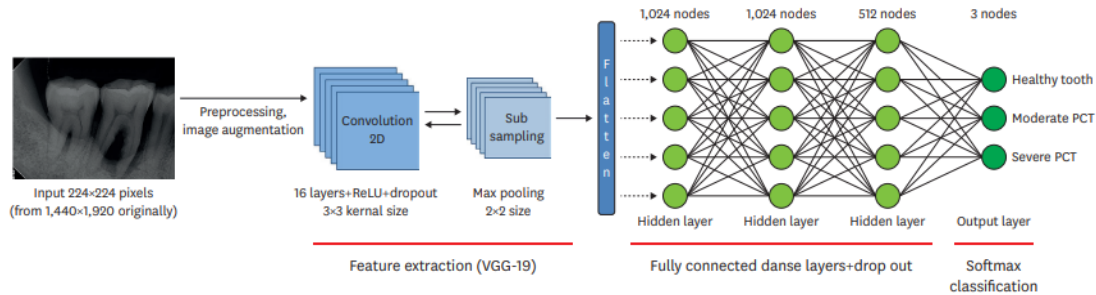 1,024 nodes
1,024 nodes
512 nodes
3 nodes
Preprocessing,
image augmentation
Convolution
2D
Sub
sampling
Flatten
Healthy tooth
Moderate PCT
Severe PCT
Input 224×224 pixels
(from 1,440×1,920 originally)
16 layers+ReLU+dropout
3×3 kernal size
Max pooling
2×2 size
Hidden layer
Hidden layer
Hidden layer
Output layer
Feature extraction (VGG-19)
Fully connected danse layers+drop out
Softmax
classification